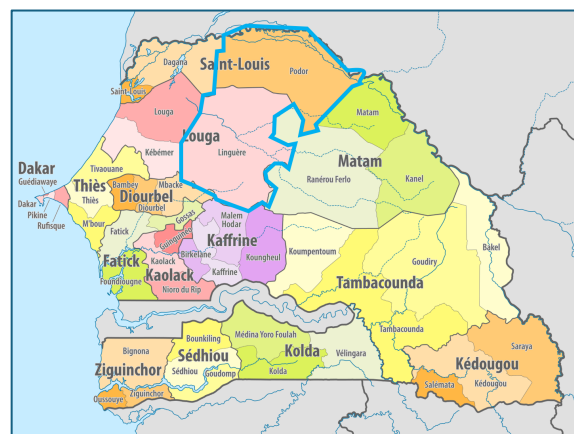 Dagana
Saint-Louis
Podor
Saint-Louis
Louga
Matam
Louga
Linguère
Kébémer
Matam
Ranérou Ferlo
Kanel
Tivaouane
Dakar
Guédiawaye
Thiès
Thiès
Bambey
Mbacke
Diourbel
Diourbel
Dakar
Pikine
Rufisque
M'bour
Gossas
Malem
Hodar
Fatick
Guinguineo
Kaffrine
Birkelane
Koungheul
Koumpentoum
Goudiry
Bakel
Fatick
Kaolack
Kaolack
Kaffrine
Foundiougne
Nioro du Rip
Tambacounda
Tambacounda
Bounkiling
Médina Yoro Foulah
Saraya
Bignona
Sédhiou
Kolda
Vélingara
Kédougou
Ziguinchor
Sédhiou
Goudomp
Kolda
Salémata
Kédougou
Oussouye
Ziguinchor